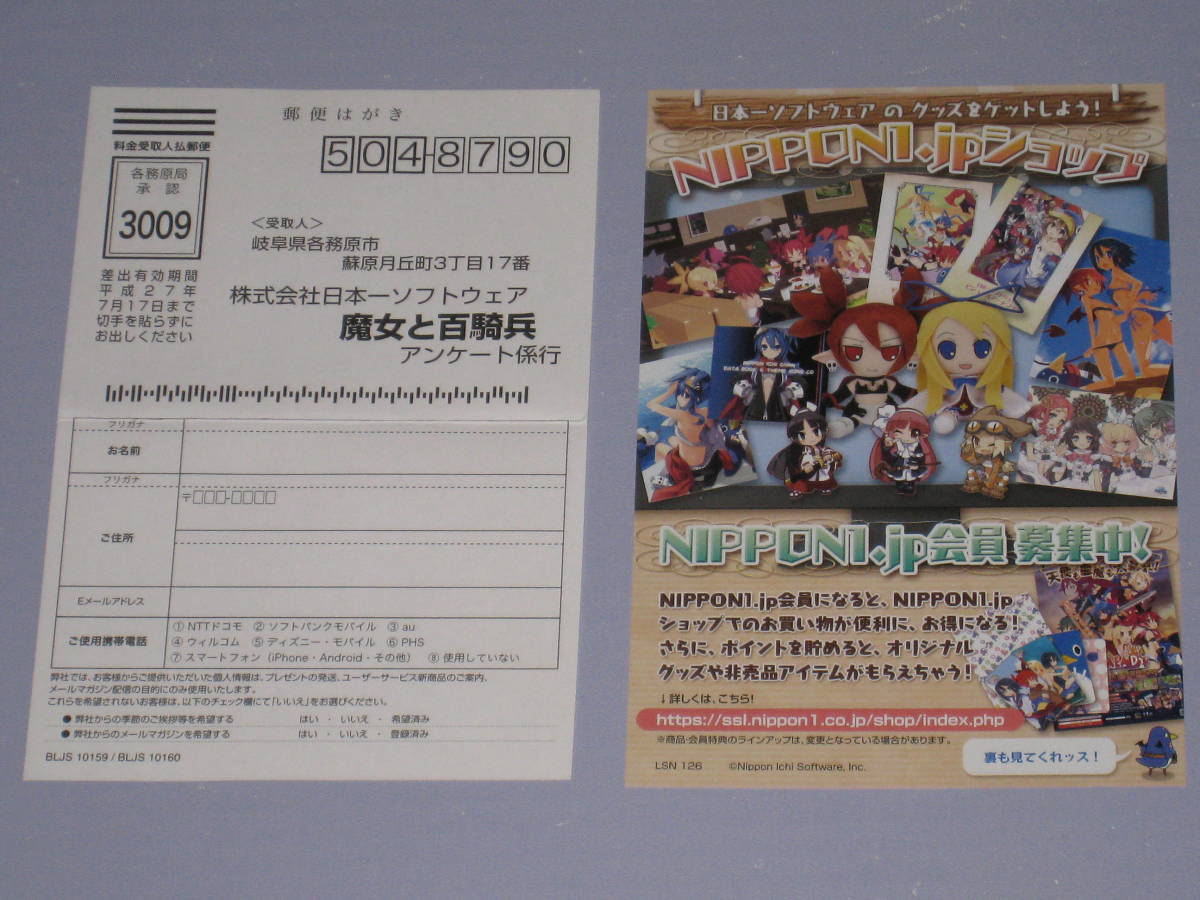 郵便はがき
料金受取人払郵便
504-8790
各務原局
承認
3009
差出有効期間
平成27年
7月17日まで
切手を貼らずに
お出しください
<受取人>
岐阜県各務原市
蘇原月丘町3丁目17番
株式会社日本一ソフトウェア
魔女と百騎兵
アンケート係行
フリガナ
お名前
フリガナ
〒□□□-□□□□
ご住所
Eメールアドレス
ご使用携帯電話
① NTTドコモ ② ソフトバンクモバイル ③ au
④ ウィルコム ⑤ ディズニー・モバイル ⑥ PHS
⑦ スマートフォン（iPhone・Android・その他） ⑧ 使用していない
弊社では、お客様からご提供いただいた個人情報は、プレゼントの発送、ユーザーサービス新商品のご案内、
メールマガジン配信の目的にのみ使用いたします。
これらを希望されないお客様は、以下のチェック欄にて「いいえ」をお選びください。
● 弊社からの季節のご挨拶等を希望する はい ・ いいえ ・ 希望済み
● 弊社からのメールマガジンを希望する はい ・ いいえ ・ 登録済み
BLJS 10159 / BLJS 10160
日本一ソフトウェア の グッズをゲットしよう！
NIPPON1.jpショップ
NIPPON ICHI GAKUEN
DATA BOOK & THEME SONG CD
NIPPON1.jp会員 募集中！
NIPPON1.jp会員になると、NIPPON1.jp
ショップでのお買い物が便利に、お得になる！
さらに、ポイントを貯めると、オリジナル
グッズや非売品アイテムがもらえちゃう！
↓詳しくは、こちら！
https://ssl.nippon1.co.jp/shop/index.php
※商品・会員特典のラインアップは、変更となっている場合があります。
LSN 126 ©Nippon Ichi Software, Inc.
裏も見てくれッス！